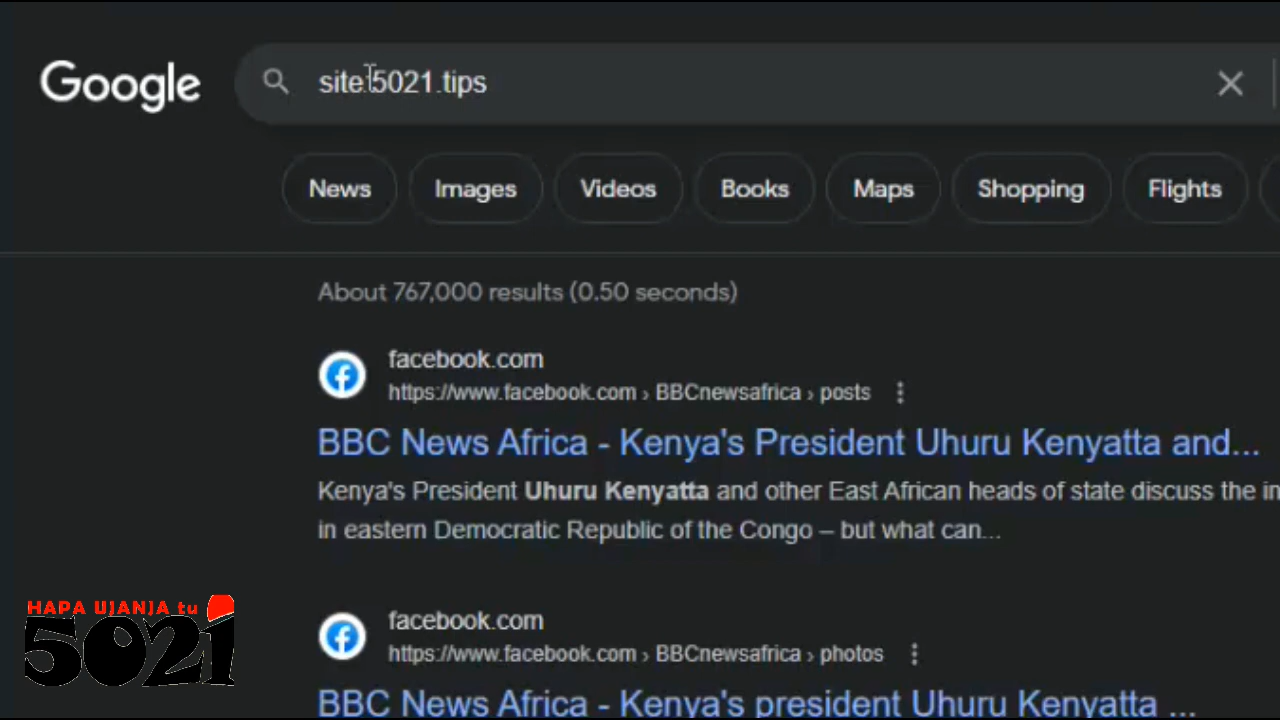 Google
site:5021.tips
News
Images
Videos
Books
Maps
Shopping
Flights
About 767,000 results (0.50 seconds)
facebook.com
https://www.facebook.com › BBCnewsafrica › posts
BBC News Africa - Kenya's President Uhuru Kenyatta and...
Kenya's President Uhuru Kenyatta and other East African heads of state discuss the in
in eastern Democratic Republic of the Congo – but what can...
facebook.com
https://www.facebook.com › BBCnewsafrica › photos
BBC News Africa - Kenya's president Uhuru Kenyatta ...
HAPA UJANJA tu
5021